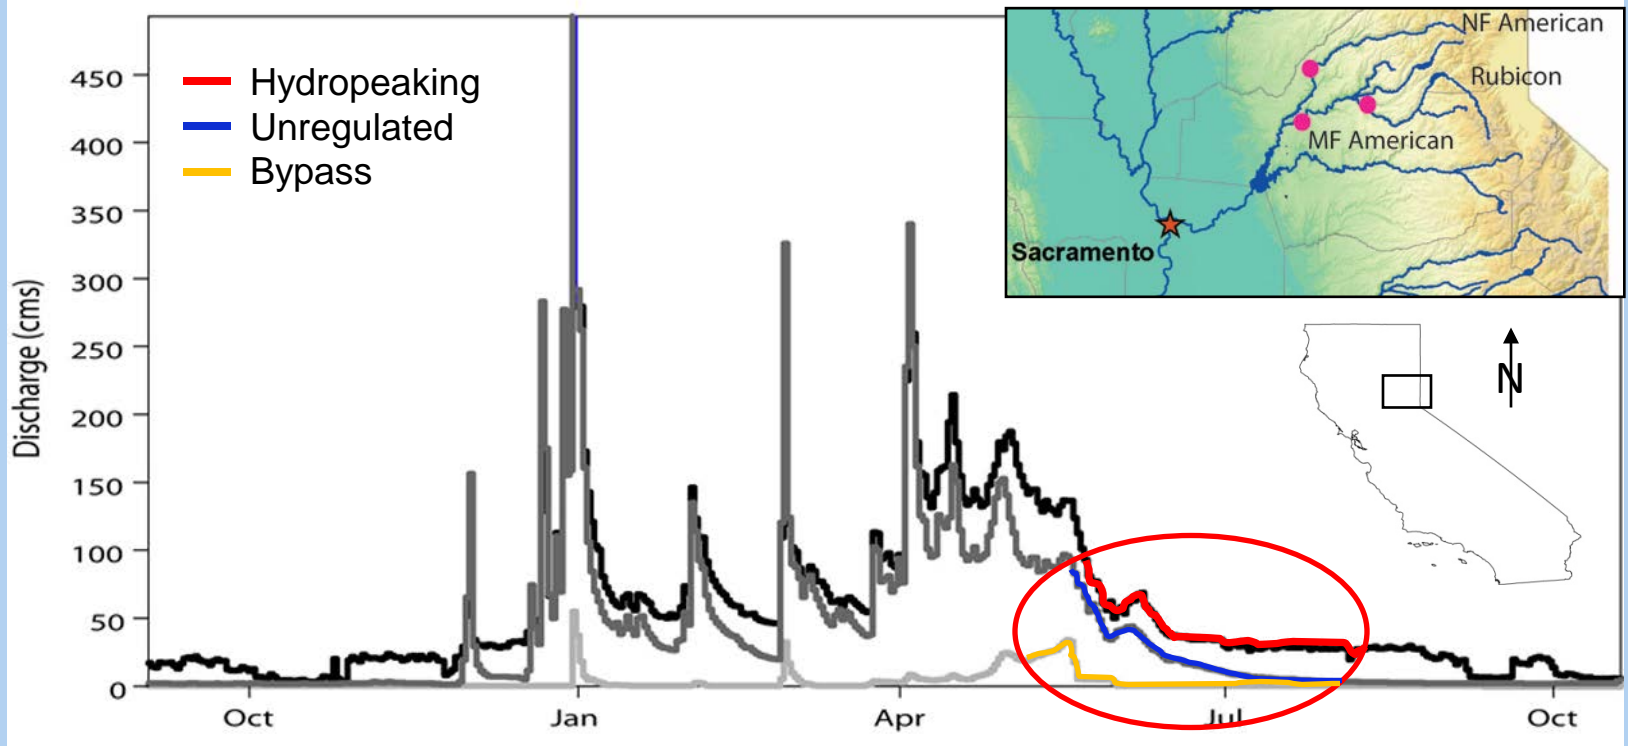 Discharge (cms)
450
400
350
300
250
200
150
100
50
0
Oct
Jan
Apr
Jul
Oct
Hydropeaking
Unregulated
Bypass
NF American
Rubicon
MF American
Sacramento
N